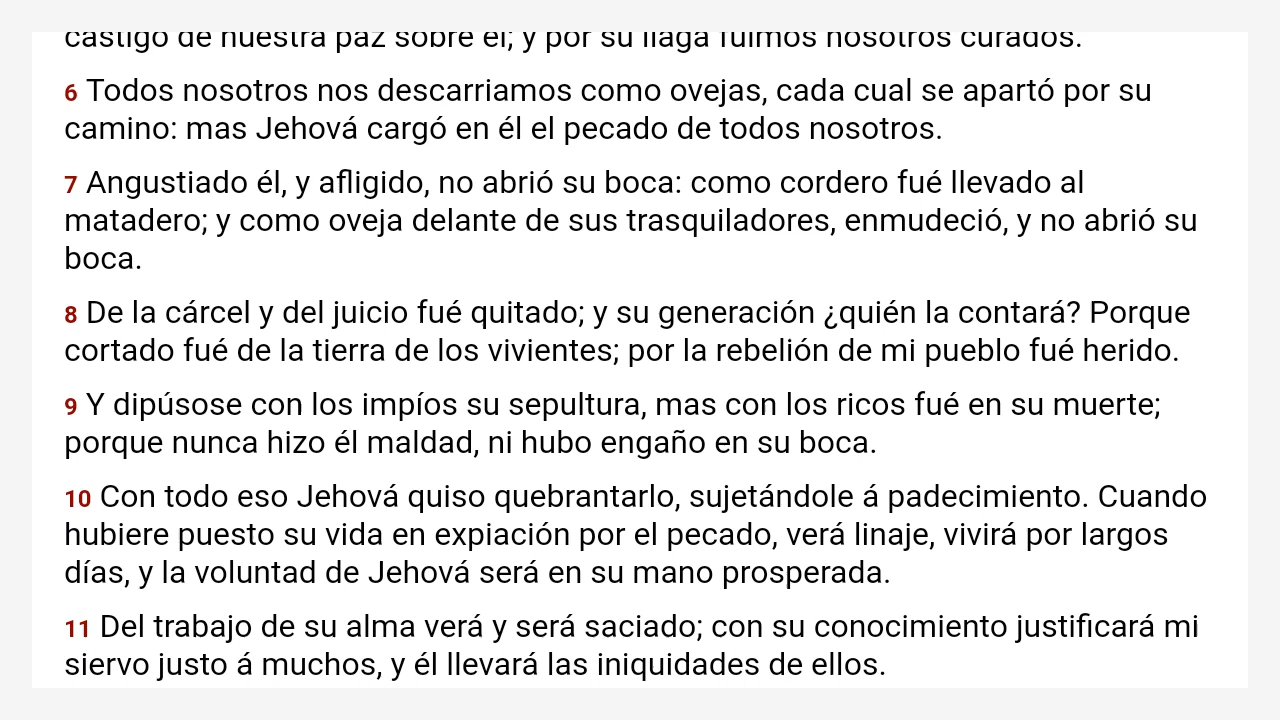 castigo de nuestra paz sobre él; y por su llaga fuimos nosotros curados.
6 Todos nosotros nos descarriamos como ovejas, cada cual se apartó por su
camino: mas Jehová cargó en él el pecado de todos nosotros.
7 Angustiado él, y afligido, no abrió su boca: como cordero fué llevado al
matadero; y como oveja delante de sus trasquiladores, enmudeció, y no abrió su
boca.
8 De la cárcel y del juicio fué quitado; y su generación ¿quién la contará? Porque
cortado fué de la tierra de los vivientes; por la rebelión de mi pueblo fué herido.
9 Y dipúsose con los impíos su sepultura, mas con los ricos fué en su muerte;
porque nunca hizo él maldad, ni hubo engaño en su boca.
10 Con todo eso Jehová quiso quebrantarlo, sujetándole á padecimiento. Cuando
hubiere puesto su vida en expiación por el pecado, verá linaje, vivirá por largos
días, y la voluntad de Jehová será en su mano prosperada.
11 Del trabajo de su alma verá y será saciado; con su conocimiento justificará mi
siervo justo á muchos, y él llevará las iniquidades de ellos.